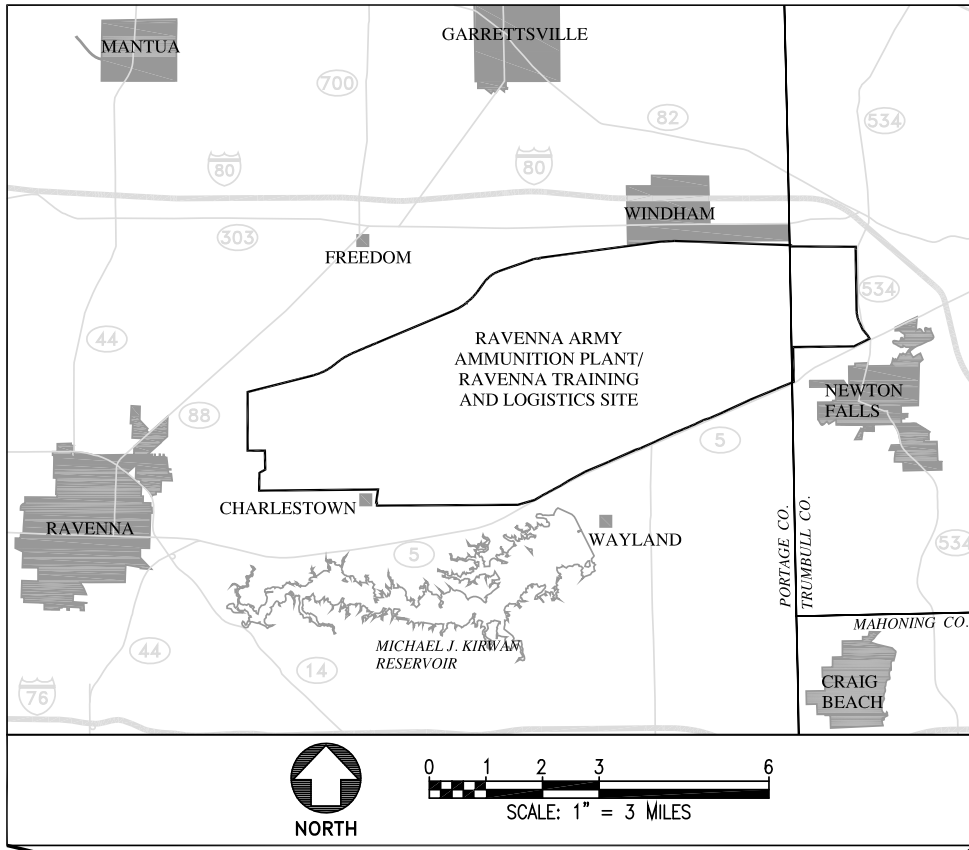 MANTUA
GARRETTSVILLE
700
82
534
80
80
WINDHAM
303
FREEDOM
534
44
RAVENNA ARMY
AMMUNITION PLANT/
RAVENNA TRAINING
AND LOGISTICS SITE
NEWTON
FALLS
88
5
CHARLESTOWN
RAVENNA
WAYLAND
5
534
PORTAGE CO.
TRUMBULL CO.
MAHONING CO.
MICHAEL J. KIRWAN
RESERVOIR
44
14
76
CRAIG
BEACH
0 1 2 3 6
SCALE: 1" = 3 MILES
NORTH